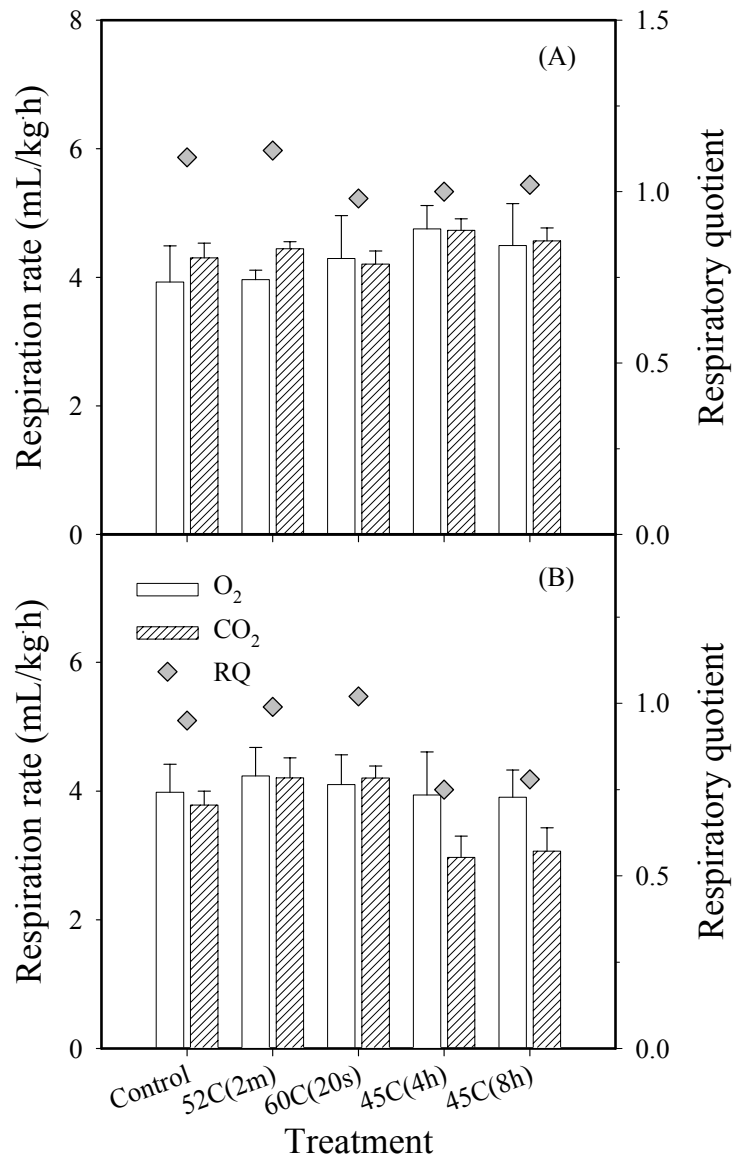 8
6
4
2
0
Respiration rate (mL/kg·h)
(A)
1.5
1.0
0.5
0.0
Respiratory quotient
6
4
2
0
Respiration rate (mL/kg·h)
(B)
O2
CO2
RQ
1.0
0.5
0.0
Respiratory quotient
Control
52C(2m)
60C(20s)
45C(4h)
45C(8h)
Treatment